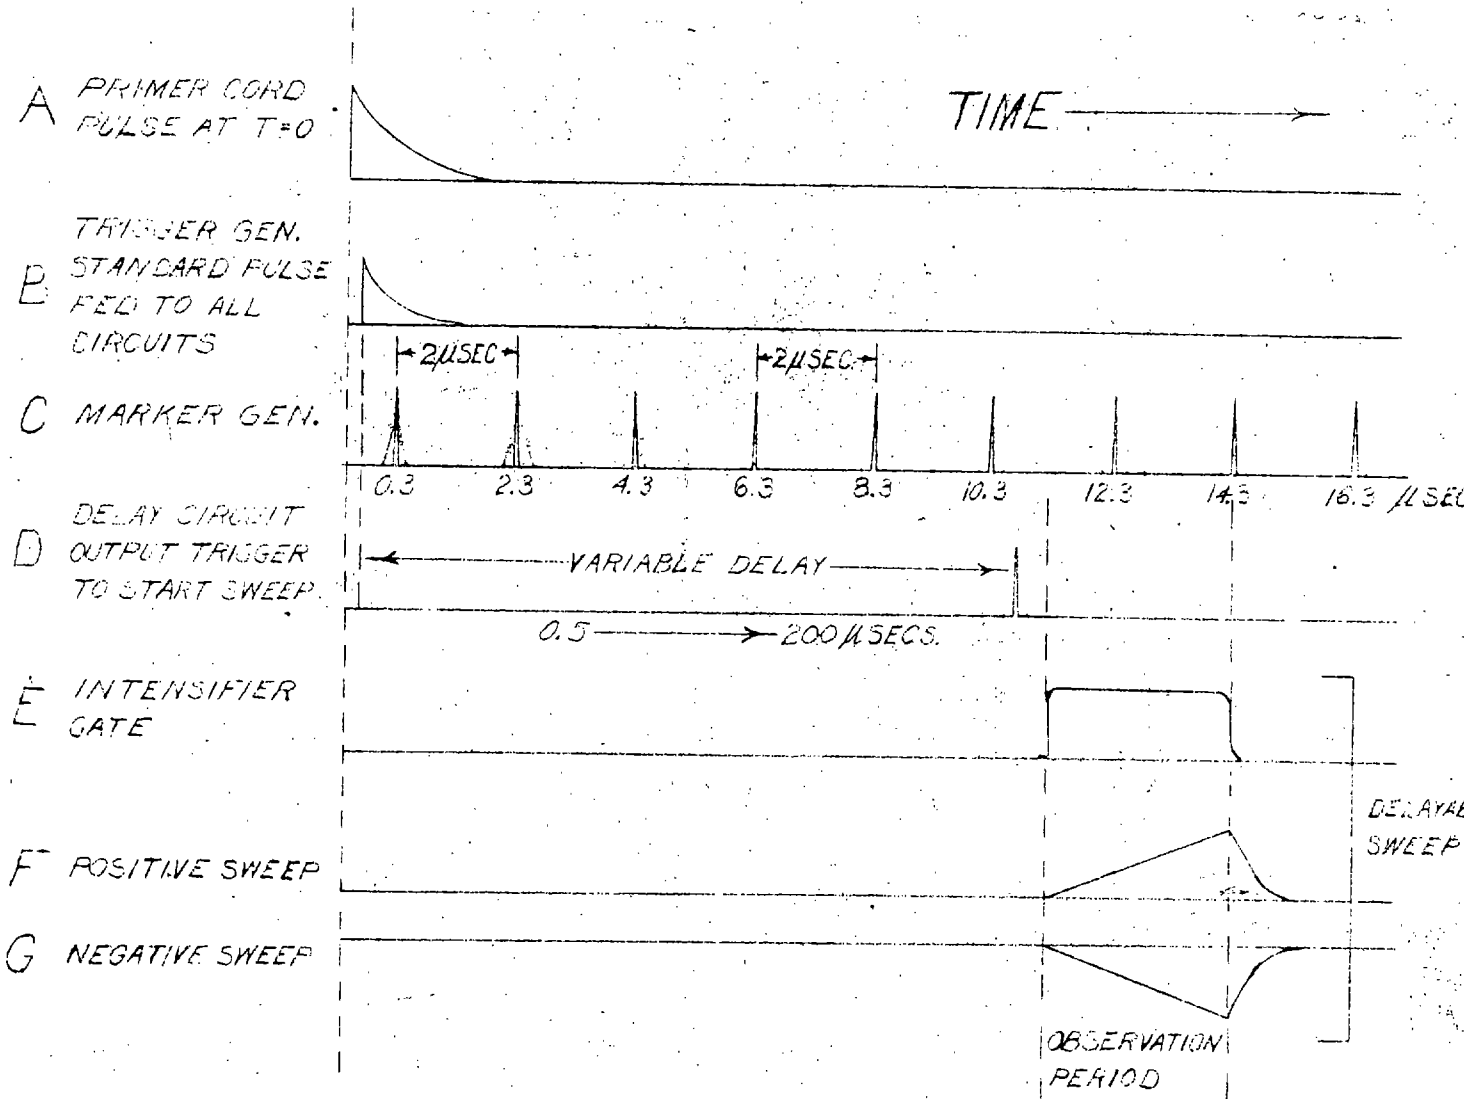 A PRIMER CORD
PULSE AT T=0
TIME
B TRIGGER GEN.
STANDARD PULSE
FED TO ALL
CIRCUITS
2μSEC
2μSEC.
C MARKER GEN.
0.3 2.3 4.3 6.3 8.3 10.3 12.3 14.3 16.3 μSEC
D DELAY CIRCUIT
OUTPUT TRIGGER
TO START SWEEP.
VARIABLE DELAY
0.5 200μSECS.
E INTENSIFIER
GATE
DELAYAB
SWEEP
F POSITIVE SWEEP
G NEGATIVE SWEEP
OBSERVATION
PERIOD